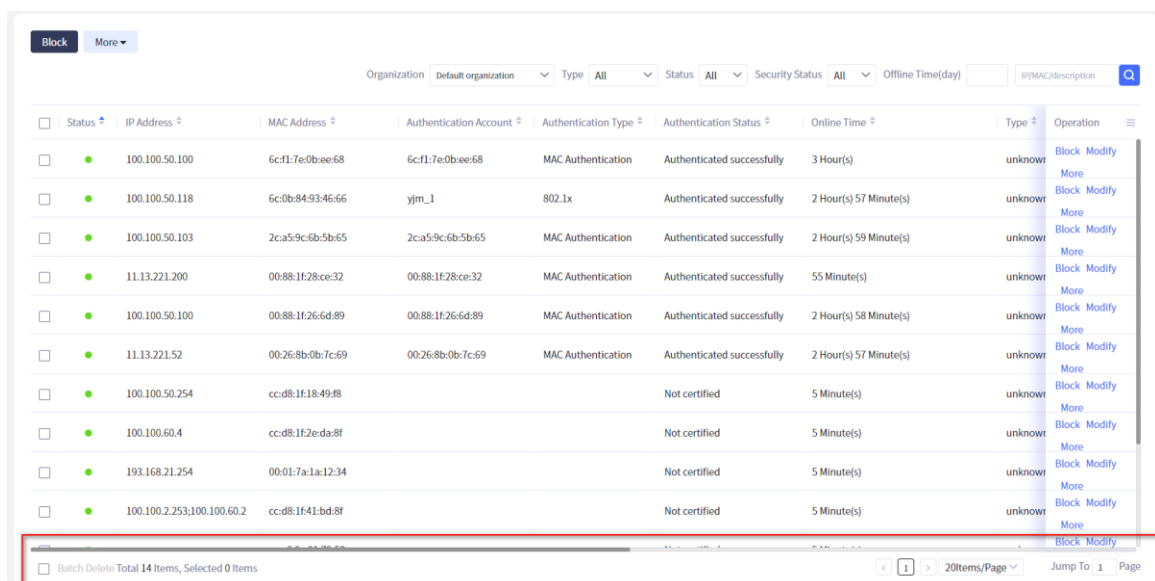 Block More
Organization Default organization Type All Status All Security Status All Offline Time(day) IP/MAC/description
Status IP Address MAC Address Authentication Account Authentication Type Authentication Status Online Time Type Operation
100.100.50.100 6c:f1:7e:0b:ee:68 6c:f1:7e:0b:ee:68 MAC Authentication Authenticated successfully 3 Hour(s) unknown Block Modify
More
100.100.50.118 6c:0b:84:93:46:66 yjm_1 802.1x Authenticated successfully 2 Hour(s) 57 Minute(s) unknown Block Modify
More
100.100.50.103 2c:a5:9c:6b:5b:65 2c:a5:9c:6b:5b:65 MAC Authentication Authenticated successfully 2 Hour(s) 59 Minute(s) unknown Block Modify
More
11.13.221.200 00:88:1f:28:ce:32 00:88:1f:28:ce:32 MAC Authentication Authenticated successfully 55 Minute(s) unknown Block Modify
More
100.100.50.100 00:88:1f:26:6d:89 00:88:1f:26:6d:89 MAC Authentication Authenticated successfully 2 Hour(s) 58 Minute(s) unknown Block Modify
More
11.13.221.52 00:26:8b:0b:7c:69 00:26:8b:0b:7c:69 MAC Authentication Authenticated successfully 2 Hour(s) 57 Minute(s) unknown Block Modify
More
100.100.50.254 cc:d8:1f:18:49:f8 Not certified 5 Minute(s) unknown Block Modify
More
100.100.60.4 cc:d8:1f:2e:da:8f Not certified 5 Minute(s) unknown Block Modify
More
193.168.21.254 00:01:7a:1a:12:34 Not certified 5 Minute(s) unknown Block Modify
More
100.100.2.253;100.100.60.2 cc:d8:1f:41:bd:8f Not certified 5 Minute(s) unknown Block Modify
More
Block Modify
Batch Delete Total 14 Items, Selected 0 Items 1 20Items/Page Jump To 1 Page